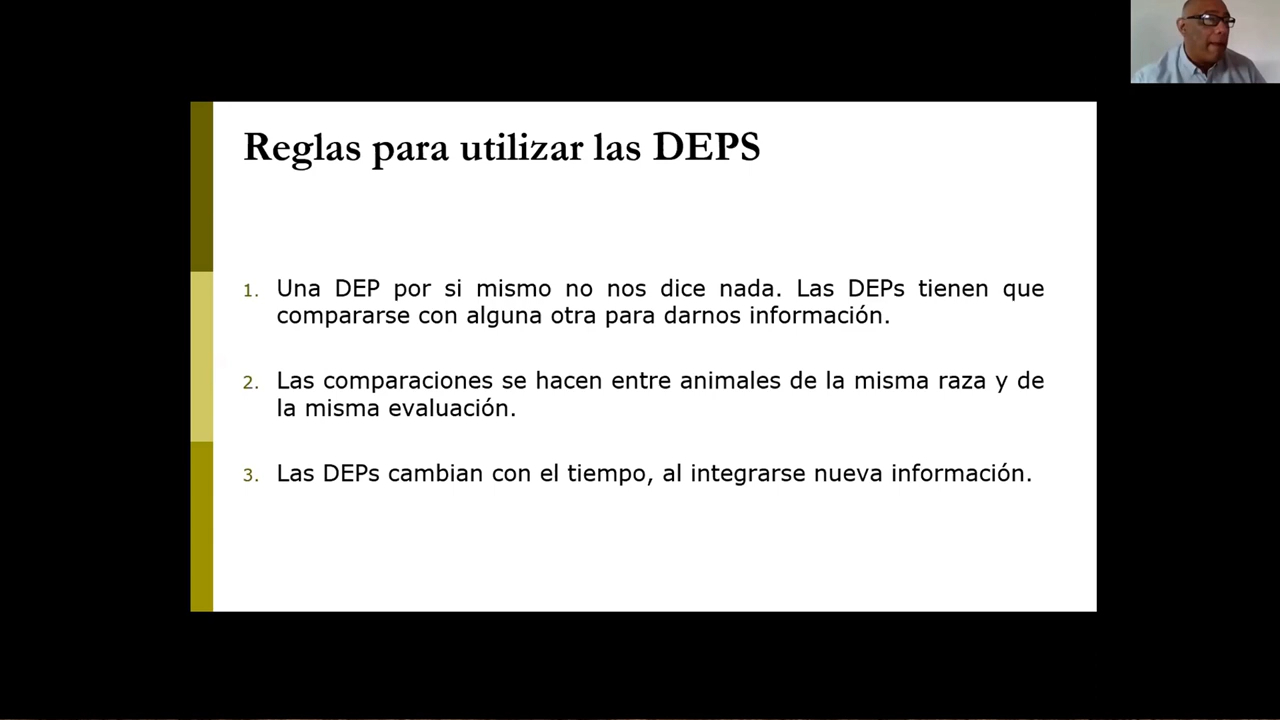 Reglas para utilizar las DEPS
1. Una DEP por si mismo no nos dice nada. Las DEPs tienen que
compararse con alguna otra para darnos información.
2. Las comparaciones se hacen entre animales de la misma raza y de
la misma evaluación.
3. Las DEPs cambian con el tiempo, al integrarse nueva información.